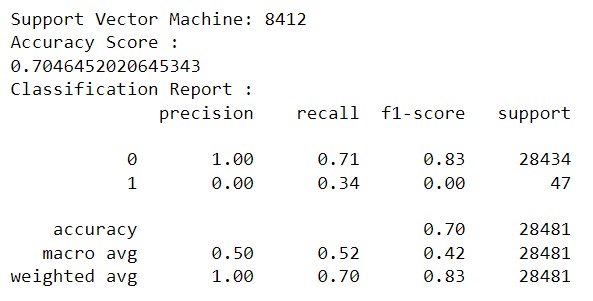 Support Vector Machine: 8412
Accuracy Score :
0.7046452020645343
Classification Report :
precision recall f1-score support
0 1.00 0.71 0.83 28434
1 0.00 0.34 0.00 47
accuracy 0.70 28481
macro avg 0.50 0.52 0.42 28481
weighted avg 1.00 0.70 0.83 28481